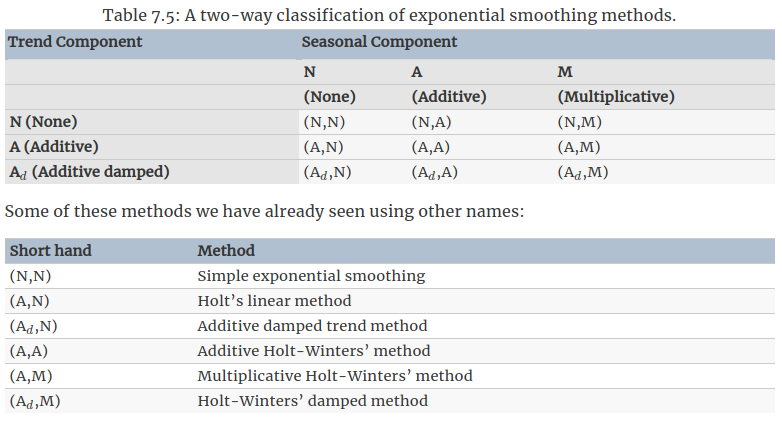 Table 7.5: A two-way classification of exponential smoothing methods.
Trend Component Seasonal Component
N A M
(None) (Additive) (Multiplicative)
N (None) (N,N) (N,A) (N,M)
A (Additive) (A,N) (A,A) (A,M)
A_d (Additive damped) (A_d,N) (A_d,A) (A_d,M)
Some of these methods we have already seen using other names:
Short hand Method
(N,N) Simple exponential smoothing
(A,N) Holt’s linear method
(A_d,N) Additive damped trend method
(A,A) Additive Holt-Winters’ method
(A,M) Multiplicative Holt-Winters’ method
(A_d,M) Holt-Winters’ damped method